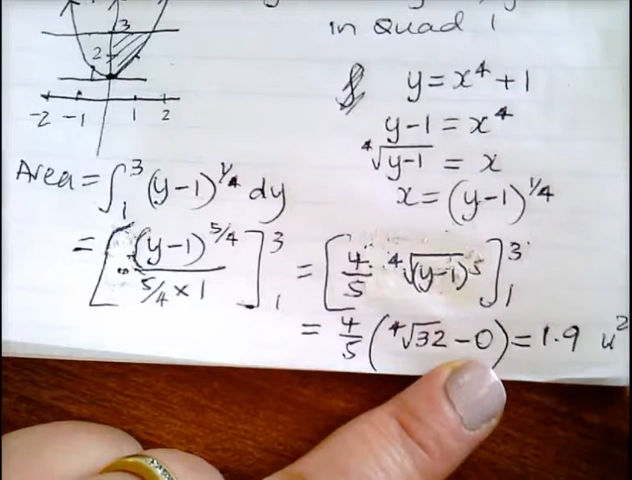 in Quad 1
3
2
-2 -1 1 2
y = x⁴ + 1
y - 1 = x⁴
⁴√(y-1) = x
x = (y-1)^1/4
Area = ∫₁³ (y-1)^1/4 dy
= [(y-1)^5/4 / (5/4 × 1)]₁³ = [4/5 ⁴√(y-1)⁵]₁³
= 4/5 (⁴√32 - 0) = 1.9 u²